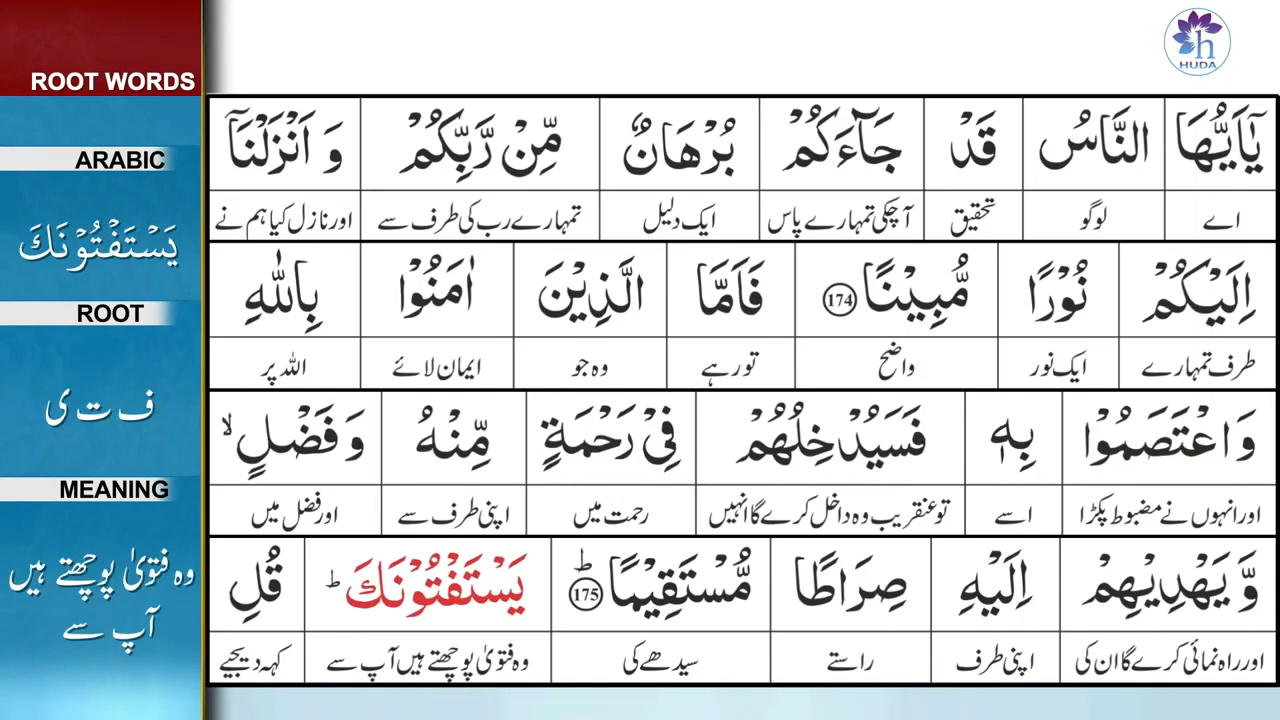 ROOT WORDS
ARABIC
يَسْتَفْتُوْنَكَ
ROOT
ف ت ی
MEANING
وہ فتویٰ پوچھتے ہیں
آپ سے
HUDA
يٰۤاَيُّهَا النَّاسُ قَدْ جَآءَكُمْ بُرْهَانٌ مِّنْ رَّبِّكُمْ وَ اَنْزَلْنَاۤ
اے لوگو تحقیق آچکی تمہارے پاس ایک دلیل تمہارے رب کی طرف سے اور نازل کیا ہم نے
اِلَيْكُمْ نُوْرًا مُّبِيْنًا 174 فَاَمَّا الَّذِيْنَ اٰمَنُوْا بِاللّٰهِ
طرف تمہارے ایک نور واضح تو رہے وہ جو ایمان لائے اللہ پر
وَ اعْتَصَمُوْا بِهٖ فَسَيُدْخِلُهُمْ فِيْ رَحْمَةٍ مِّنْهُ وَ فَضْلٍ ۙ
اور انہوں نے مضبوط پکڑا اسے تو عنقریب وہ داخل کرے گا انہیں رحمت میں اپنی طرف سے اور فضل میں
وَّ يَهْدِيْهِمْ اِلَيْهِ صِرَاطًا مُّسْتَقِيْمًا ؕ 175 يَسْتَفْتُوْنَكَ ؕ قُلِ
اور راہ نمائی کرے گا ان کی اپنی طرف راستے سیدھے کی وہ فتویٰ پوچھتے ہیں آپ سے کہہ دیجیے